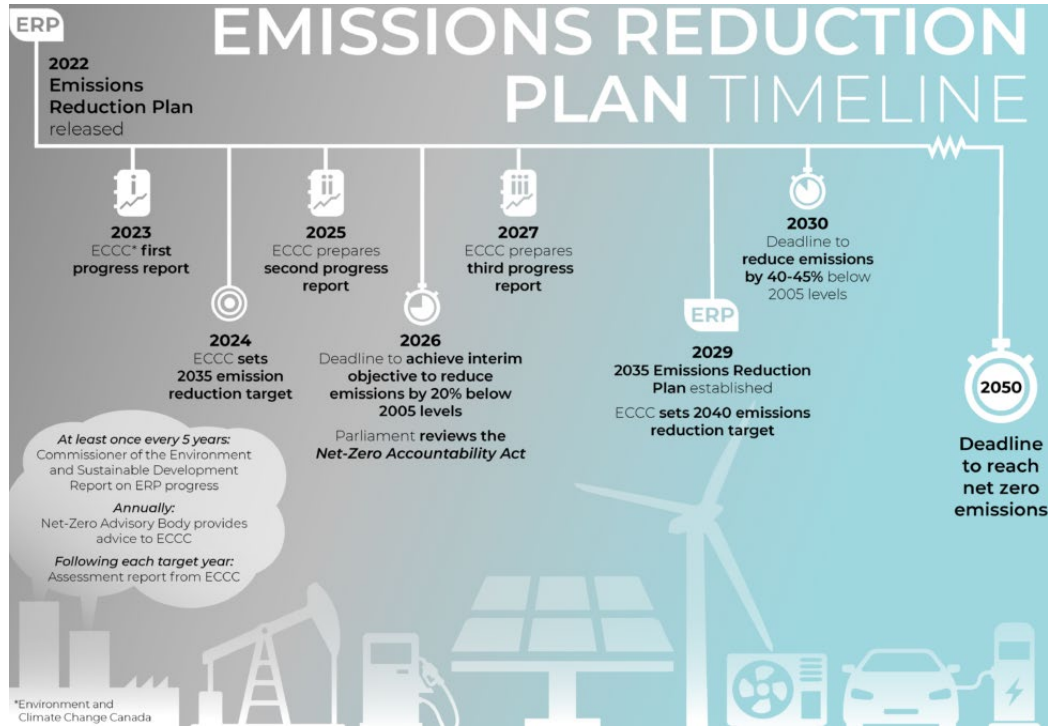 ERP
EMISSIONS REDUCTION
PLAN TIMELINE
2022
Emissions
Reduction Plan
released
i
2023
ECCC* first
progress report
2024
ECCC sets
2035 emission
reduction target
ii
2025
ECCC prepares
second progress
report
2026
Deadline to achieve interim
objective to reduce
emissions by 20% below
2005 levels
Parliament reviews the
Net-Zero Accountability Act
iii
2027
ECCC prepares
third progress
report
ERP
2029
2035 Emissions Reduction
Plan established
ECCC sets 2040 emissions
reduction target
2030
Deadline to
reduce emissions
by 40-45% below
2005 levels
2050
Deadline
to reach
net zero
emissions
At least once every 5 years:
Commissioner of the Environment
and Sustainable Development
Report on ERP progress
Annually:
Net-Zero Advisory Body provides
advice to ECCC
Following each target year:
Assessment report from ECCC
*Environment and
Climate Change Canada